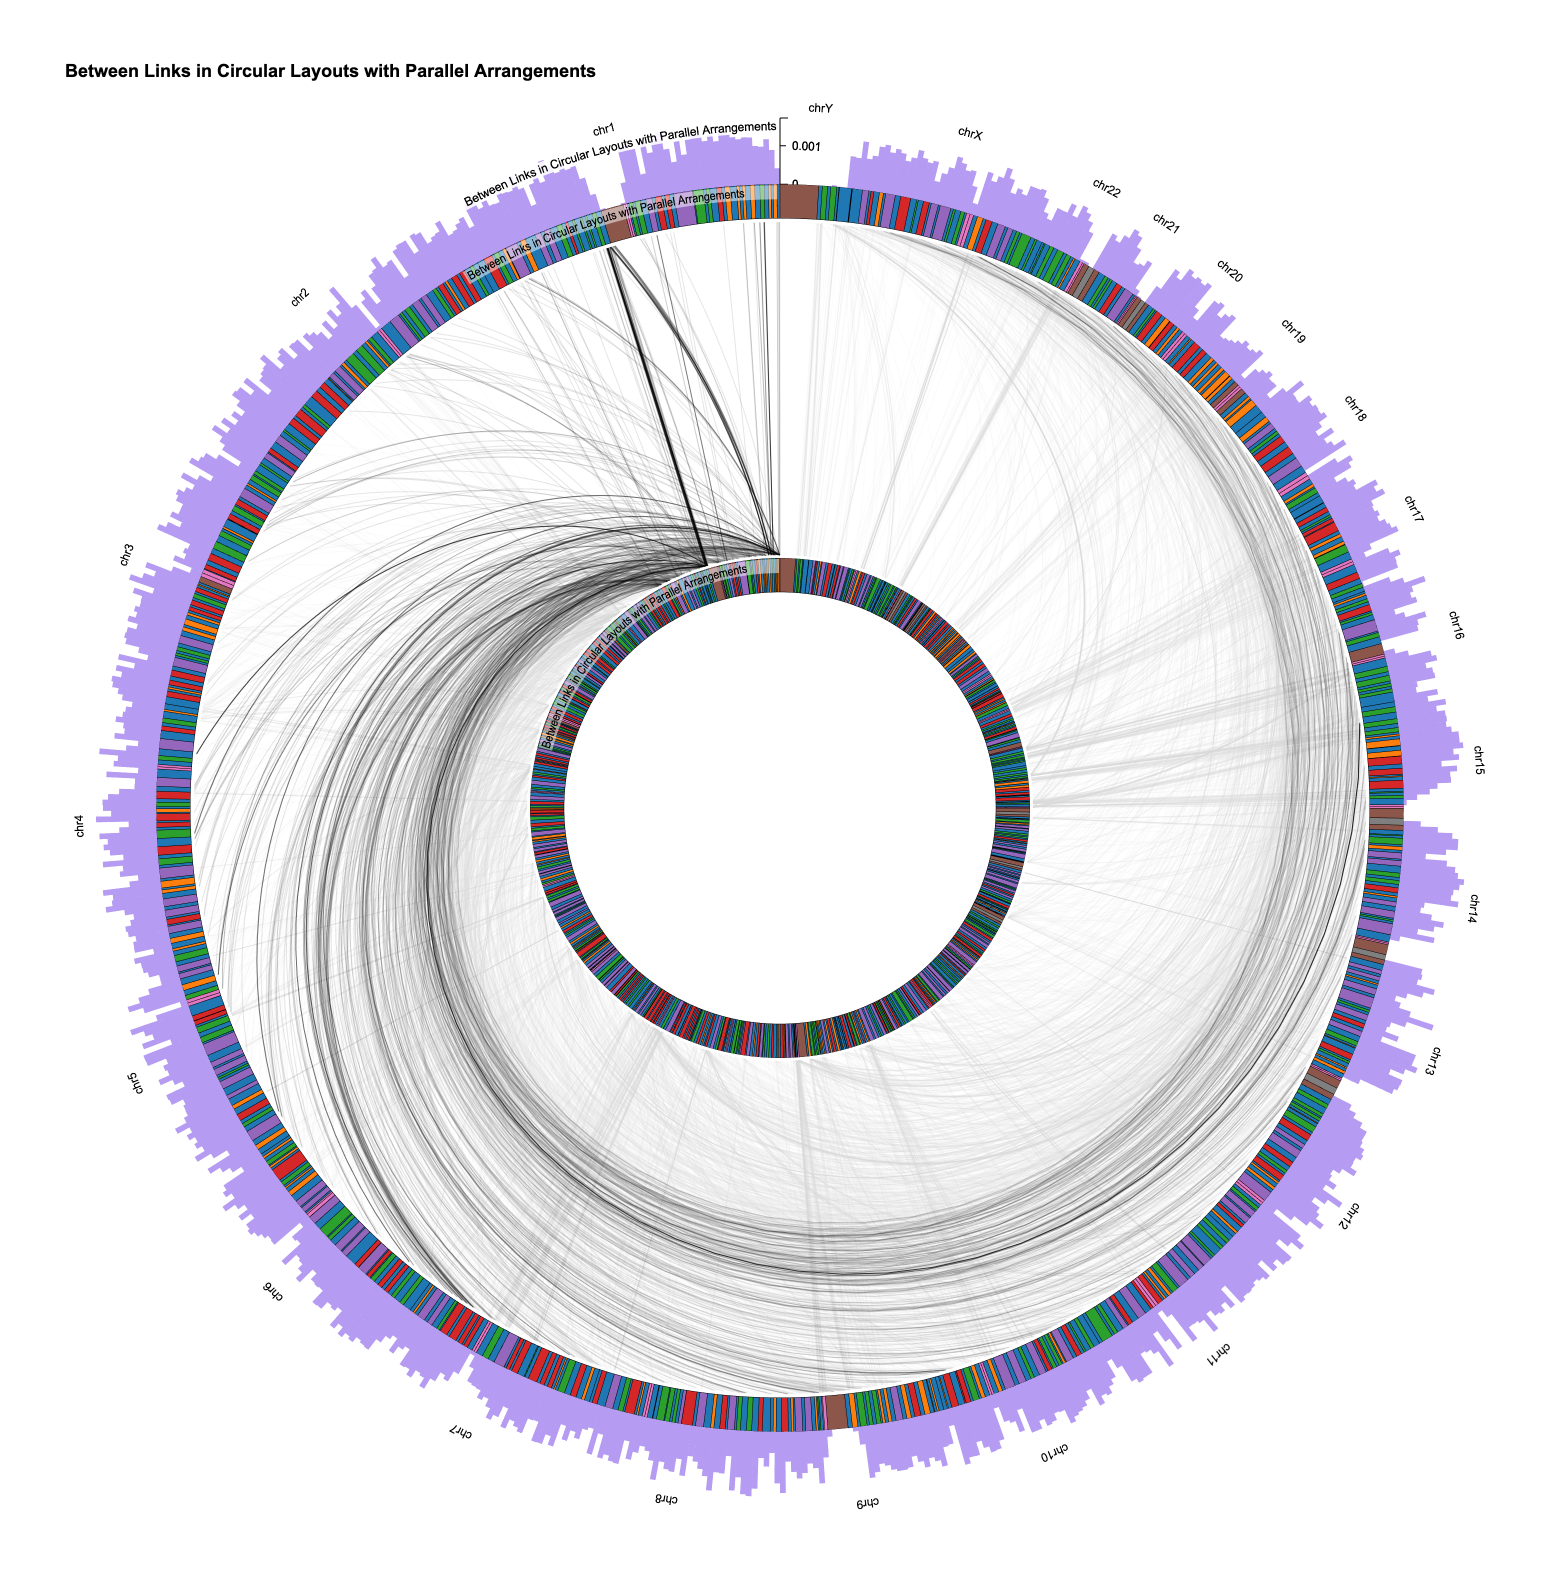 Between Links in Circular Layouts with Parallel Arrangements
chrY
chr1
Between Links in Circular Layouts with Parallel Arrangements
0.001
0
chrX
Between Links in Circular Layouts with Parallel Arrangements
chr22
chr21
chr20
chr2
chr19
chr18
chr17
chr3
Between Links in Circular Layouts with Parallel Arrangements
chr16
chr15
chr4
chr14
chr13
chr5
chr12
chr6
chr11
chr7
chr10
chr8
chr9